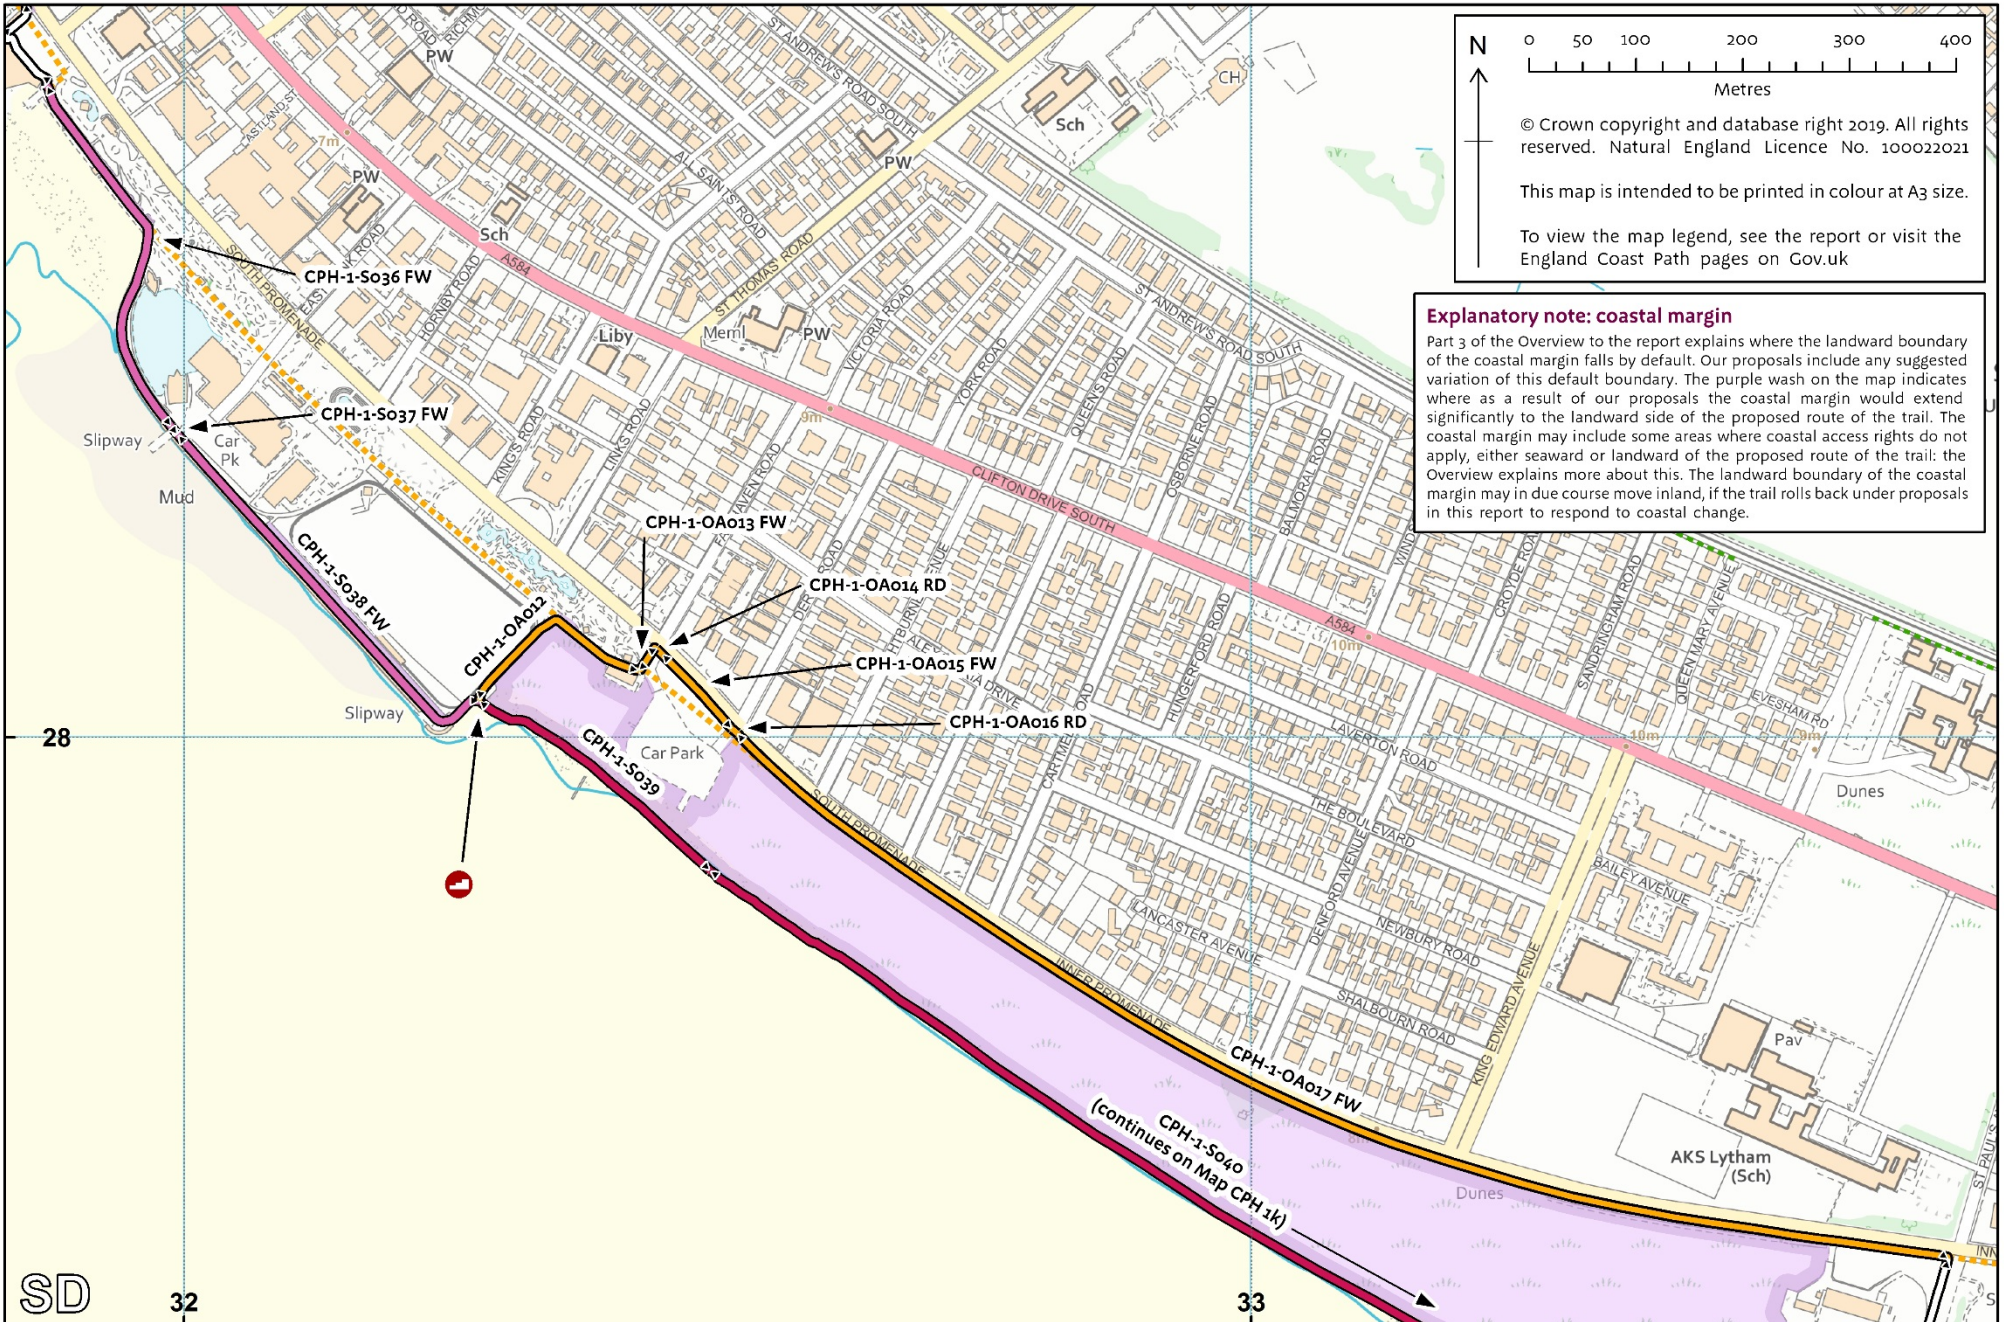 N
0 50 100 200 300 400
Metres
© Crown copyright and database right 2019. All rights
reserved. Natural England Licence No. 100022021
This map is intended to be printed in colour at A3 size.
To view the map legend, see the report or visit the
England Coast Path pages on Gov.uk
Explanatory note: coastal margin
Part 3 of the Overview to the report explains where the landward boundary
of the coastal margin falls by default. Our proposals include any suggested
variation of this default boundary. The purple wash on the map indicates
where as a result of our proposals the coastal margin would extend
significantly to the landward side of the proposed route of the trail. The
coastal margin may include some areas where coastal access rights do not
apply, either seaward or landward of the proposed route of the trail: the
Overview explains more about this. The landward boundary of the coastal
margin may in due course move inland, if the trail rolls back under proposals
in this report to respond to coastal change.
PW
ST ANDREW'S ROAD SOUTH
CH
Sch
7m
PW
ALL SAINTS' ROAD
PW
Sch
A584
SOUTH PROMENADE
CPH-1-S036 FW
HORNBY ROAD
ST THOMAS' ROAD
Liby
Meml
PW
VICTORIA ROAD
ST ANDREW'S ROAD SOUTH
YORK ROAD
QUEEN'S ROAD
CPH-1-S037 FW
Slipway
Car
Pk
Mud
KING'S ROAD
LINKS ROAD
9m
OSBORNE ROAD
BALMORAL ROAD
CLIFTON DRIVE SOUTH
CPH-1-S038 FW
CPH-1-OA012
CPH-1-OA013 FW
CPH-1-OA014 RD
CPH-1-OA015 FW
CPH-1-OA016 RD
HUNGERFORD ROAD
A584
10m
SANDRINGHAM ROAD
QUEEN MARY AVENUE
EVESHAM RD
Slipway
28
CPH-1-S039
Car Park
LAVERTON ROAD
10m
9m
Dunes
SOUTH PROMENADE
THE BOULEVARD
BAILEY AVENUE
LANCASTER AVENUE
DENFORD AVENUE
NEWBURY ROAD
INNER PROMENADE
SHALBOURN ROAD
KING EDWARD AVENUE
Pav
CPH-1-OA017 FW
CPH-1-S040
(continues on Map CPH 1k)
8m
AKS Lytham
(Sch)
Dunes
SD
32
33